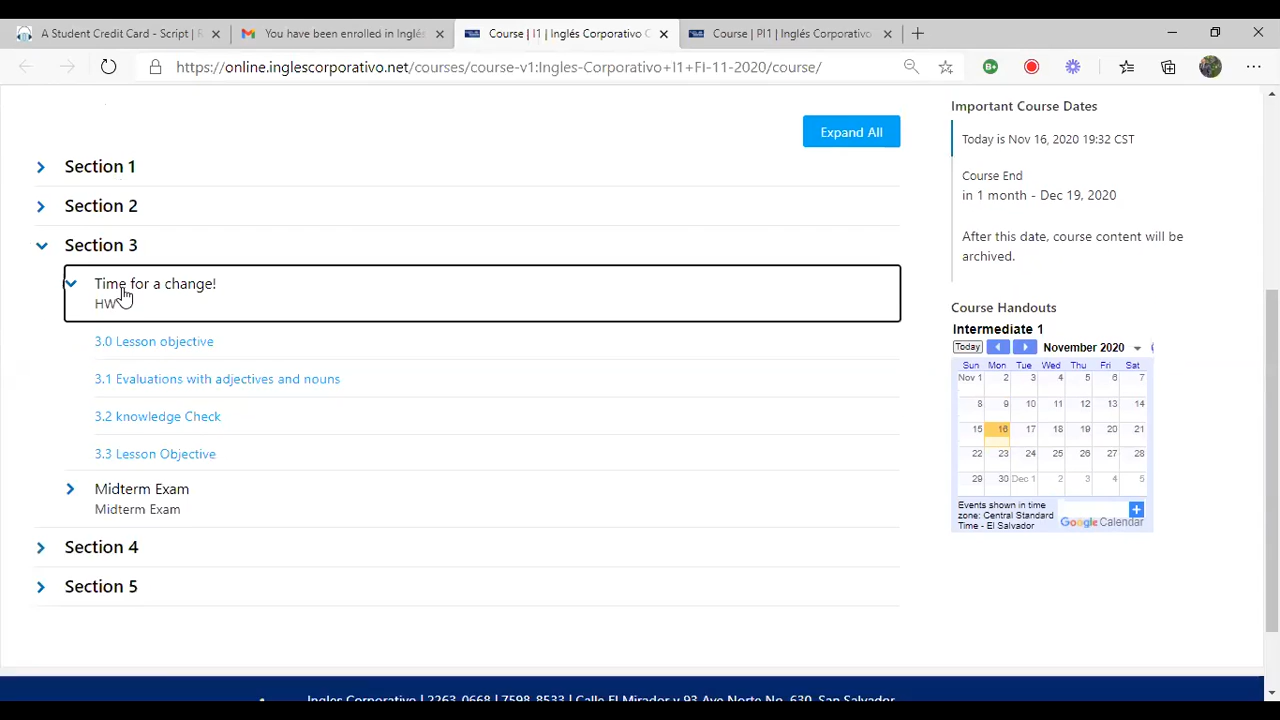 A Student Credit Card - Script | R
You have been enrolled in Inglés
Course | I1 | Inglés Corporativo C
Course | PI1 | Inglés Corporativo
https://online.inglescorporativo.net/courses/course-v1:Ingles-Corporativo+I1+FI-11-2020/course/
Expand All
Section 1
Section 2
Section 3
Time for a change!
HW
3.0 Lesson objective
3.1 Evaluations with adjectives and nouns
3.2 knowledge Check
3.3 Lesson Objective
Midterm Exam
Midterm Exam
Section 4
Section 5
Important Course Dates
Today is Nov 16, 2020 19:32 CST
Course End
in 1 month - Dec 19, 2020
After this date, course content will be
archived.
Course Handouts
Intermediate 1
Today November 2020
Sun Mon Tue Wed Thu Fri Sat
Nov 1 2 3 4 5 6 7
8 9 10 11 12 13 14
15 16 17 18 19 20 21
22 23 24 25 26 27 28
29 30 Dec 1 2 3 4 5
Events shown in time
zone: Central Standard
Time - El Salvador
Google Calendar
Ingles Corporativo | 2263-0668 | 7598-8533 | Calle El Mirador y 93 Ave Norte No. 630, San Salvador